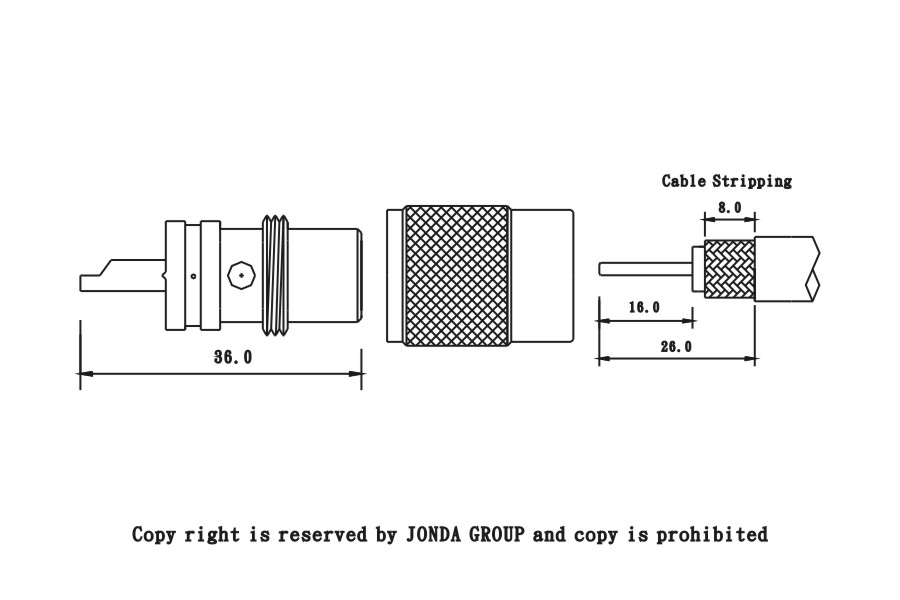 Cable Stripping
8.0
16.0
36.0
26.0
Copy right is reserved by JONDA GROUP and copy is prohibited